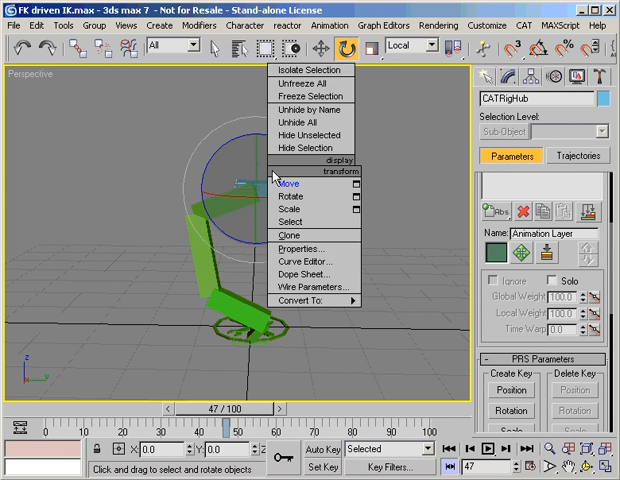 FK driven IK.max - 3ds max 7 - Not for Resale - Stand-alone License
File Edit Tools Group Views Create Modifiers Character reactor Animation Graph Editors Rendering Customize CAT MAXScript Help
All
Local
Perspective
Isolate Selection
Unfreeze All
Freeze Selection
Unhide by Name
Unhide All
Hide Unselected
Hide Selection
display
transform
Move
Rotate
Scale
Select
Clone
Properties...
Curve Editor...
Dope Sheet...
Wire Parameters...
Convert To:
z
CATRigHub
Selection Level:
Sub-Object:
Parameters
Trajectories
Abs
Name: Animation Layer
Ignore Solo
Global Weight 100.0
Local Weight 100.0
Time Warp 0.0
- PRS Parameters
Create Key Delete Key
Position Position
Rotation Rotation
Scale
47 / 100
0 10 20 30 40 50 60 70 80 90 100
X: 0.0 Y: 0.0 Z
Click and drag to select and rotate objects
Auto Key Selected
Set Key Key Filters...
47